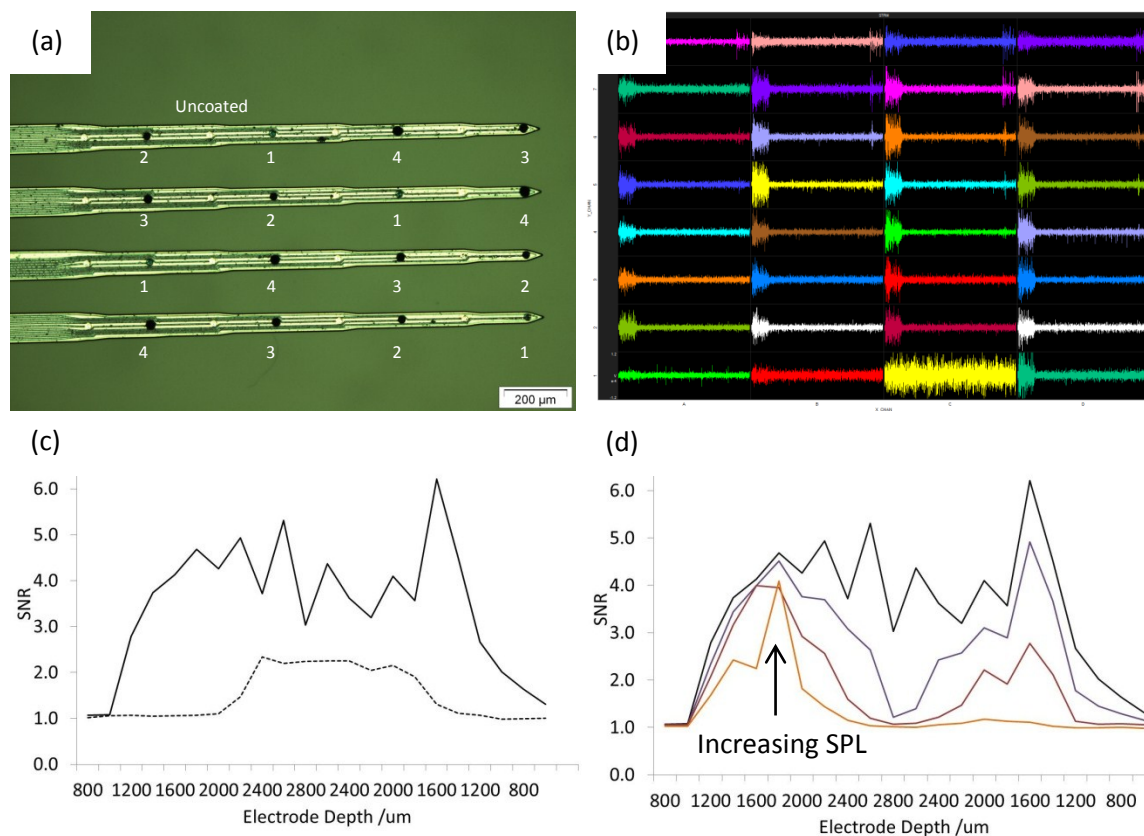 (a)
Uncoated
2 1 4 3
3 2 1 4
1 4 3 2
4 3 2 1
200 µm
(b)
A B C D
(c)
6.0
5.0
4.0
3.0
2.0
1.0
0.0
SNR
800 1200 1600 2000 2400 2800 2400 2000 1600 1200 800
Electrode Depth /um
(d)
6.0
5.0
4.0
3.0
2.0
1.0
0.0
SNR
Increasing SPL
800 1200 1600 2000 2400 2800 2400 2000 1600 1200 800
Electrode Depth /um